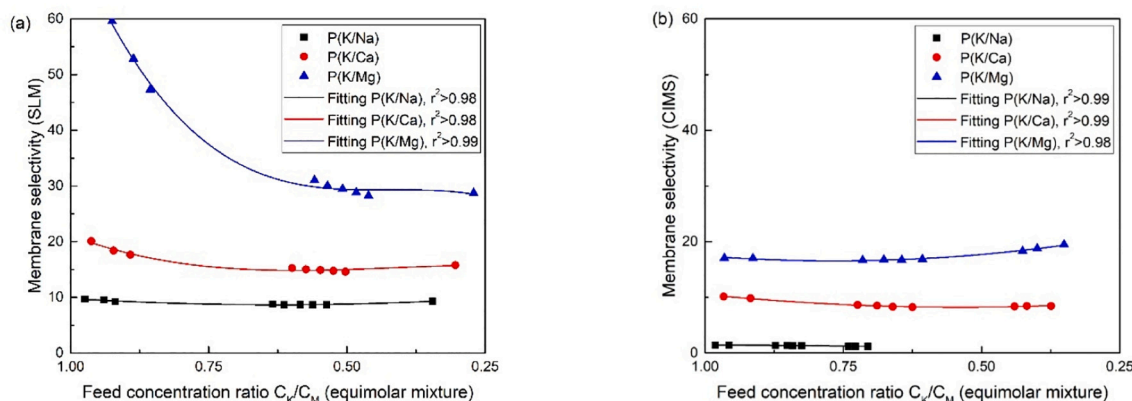 (a)
60
50
40
30
20
10
0
Membrane selectivity (SLM)
P(K/Na)
P(K/Ca)
P(K/Mg)
Fitting P(K/Na), r²>0.98
Fitting P(K/Ca), r²>0.98
Fitting P(K/Mg), r²>0.99
1.00 0.75 0.50 0.25
Feed concentration ratio C_K/C_M (equimolar mixture)
(b)
60
50
40
30
20
10
0
Membrane selectivity (CIMS)
P(K/Na)
P(K/Ca)
P(K/Mg)
Fitting P(K/Na), r²>0.99
Fitting P(K/Ca), r²>0.99
Fitting P(K/Mg), r²>0.98
1.00 0.75 0.50 0.25
Feed concentration ratio C_K/C_M (equimolar mixture)